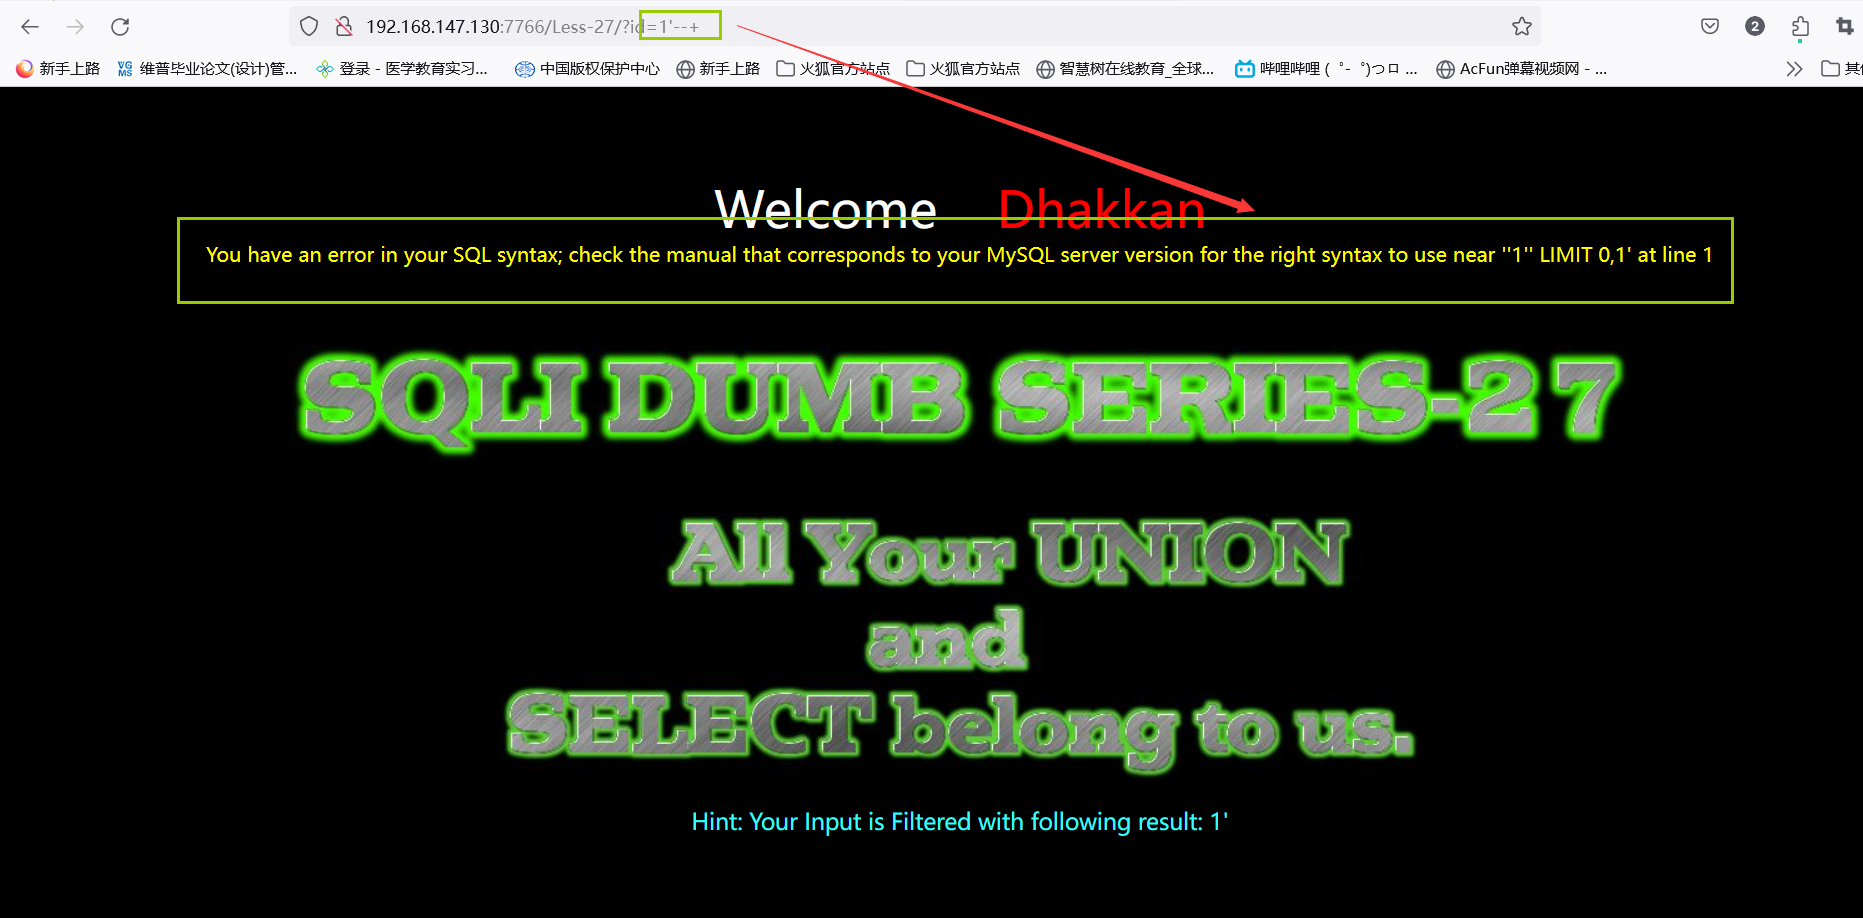 192.168.147.130:7766/Less-27/?id=1'--+
2
新手上路 维普毕业论文(设计)管... 登录 - 医学教育实习... 中国版权保护中心 新手上路 火狐官方站点 火狐官方站点 智慧树在线教育_全球... 哔哩哔哩 ( ゜- ゜)つロ ... AcFun弹幕视频网 - ...
Welcome Dhakkan
You have an error in your SQL syntax; check the manual that corresponds to your MySQL server version for the right syntax to use near ''1'' LIMIT 0,1' at line 1
SQLI DUMB SERIES-27
All Your UNION
and
SELECT belong to us.
Hint: Your Input is Filtered with following result: 1'